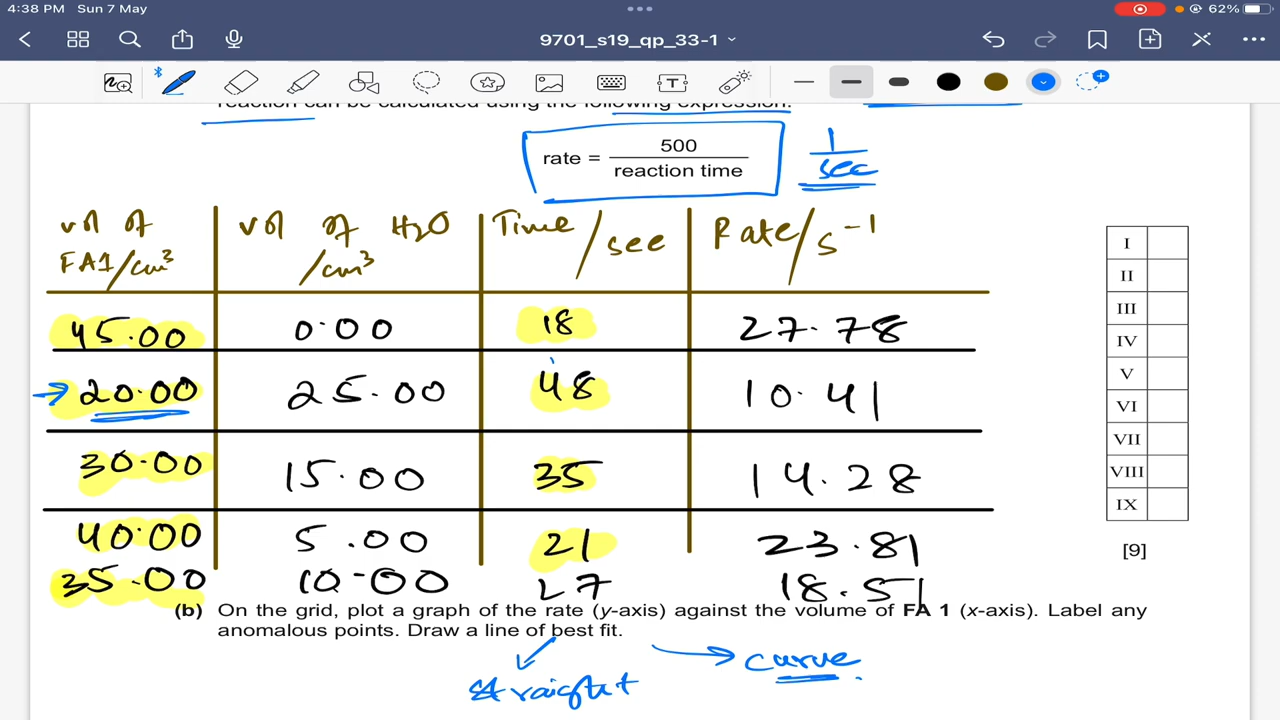 4:38 PM Sun 7 May
62%
9701_s19_qp_33-1
T
reaction can be calculated using the following expression.
rate = 500 / reaction time
1/sec
vol of FA1/cm³ vol of H2O /cm³ Time/sec Rate/s⁻¹
45.00 0.00 18 27.78
→ 20.00 25.00 48 10.41
30.00 15.00 35 14.28
40.00 5.00 21 23.81
35.00 10.00 27 18.51
I
II
III
IV
V
VI
VII
VIII
IX
[9]
(b) On the grid, plot a graph of the rate (y-axis) against the volume of FA 1 (x-axis). Label any
anomalous points. Draw a line of best fit.
straight
curve